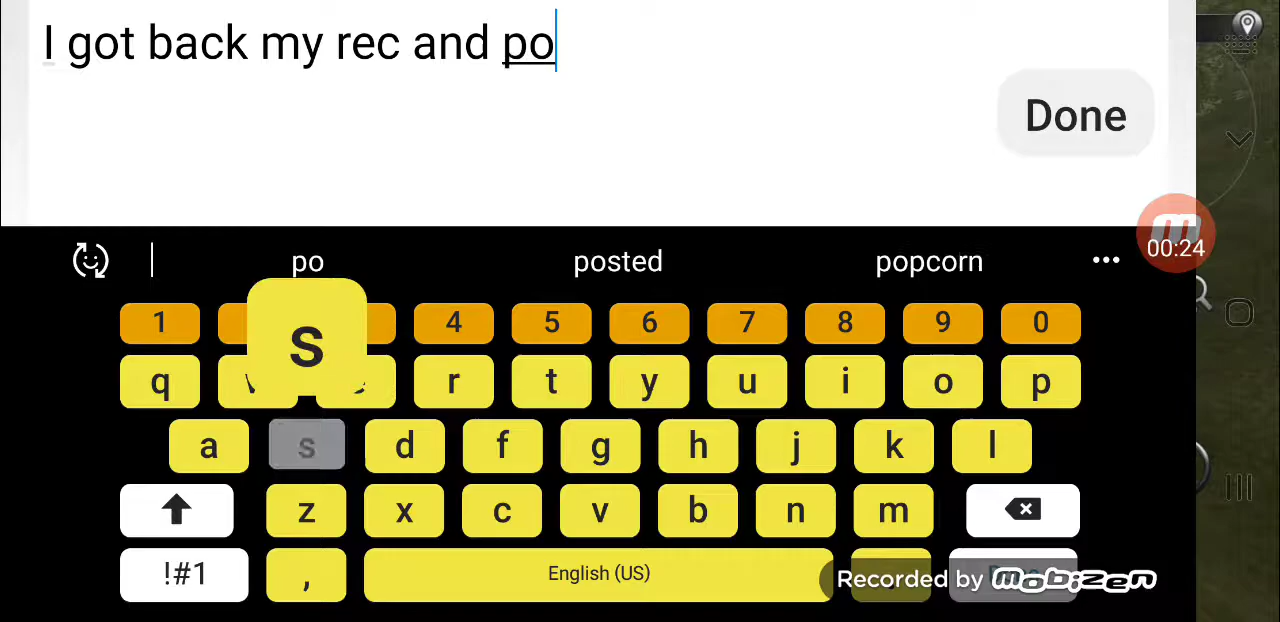 I got back my rec and po
Done
00:24
po posted popcorn
s
1 4 5 6 7 8 9 0
q r t y u i o p
a s d f g h j k l
z x c v b n m
!#1 , English (US)
Recorded by mobizen